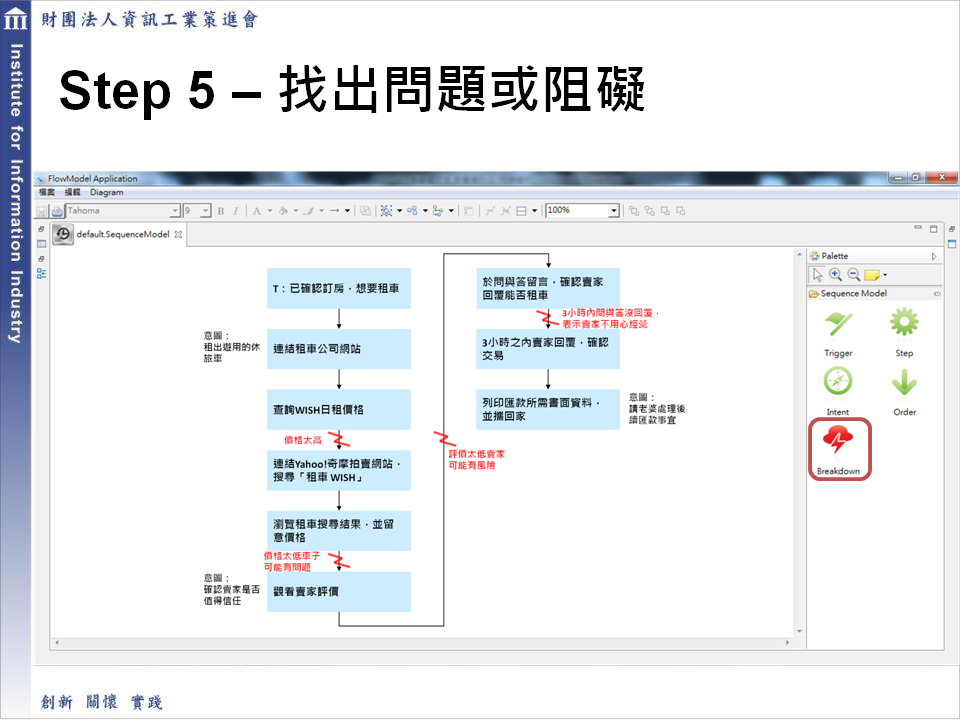 財團法人資訊工業策進會
Institute for Information Industry
Step 5 – 找出問題或阻礙
FlowModel Application
檔案 編輯 Diagram
Tahoma
9
B I A
100%
default.SequenceModel
T：已確認訂房，想要租車
意圖：
租出遊用的休
旅車
連結租車公司網站
查詢WISH日租價格
價格太高
連結Yahoo!奇摩拍賣網站，
搜尋「租車 WISH」
瀏覽租車搜尋結果，並留
意價格
價格太低車子
可能有問題
意圖：
確認賣家是否
值得信任
觀看賣家評價
評價太低賣家
可能有風險
於問與答留言，確認賣家
回覆能否租車
3小時內問與答沒回覆，
表示賣家不用心經營
3小時之內賣家回覆，確認
交易
列印匯款所需書面資料，
並攜回家
意圖：
請老婆處理後
續匯款事宜
Palette
Sequence Model
Trigger
Step
Intent
Order
Breakdown
創新 關懷 實踐